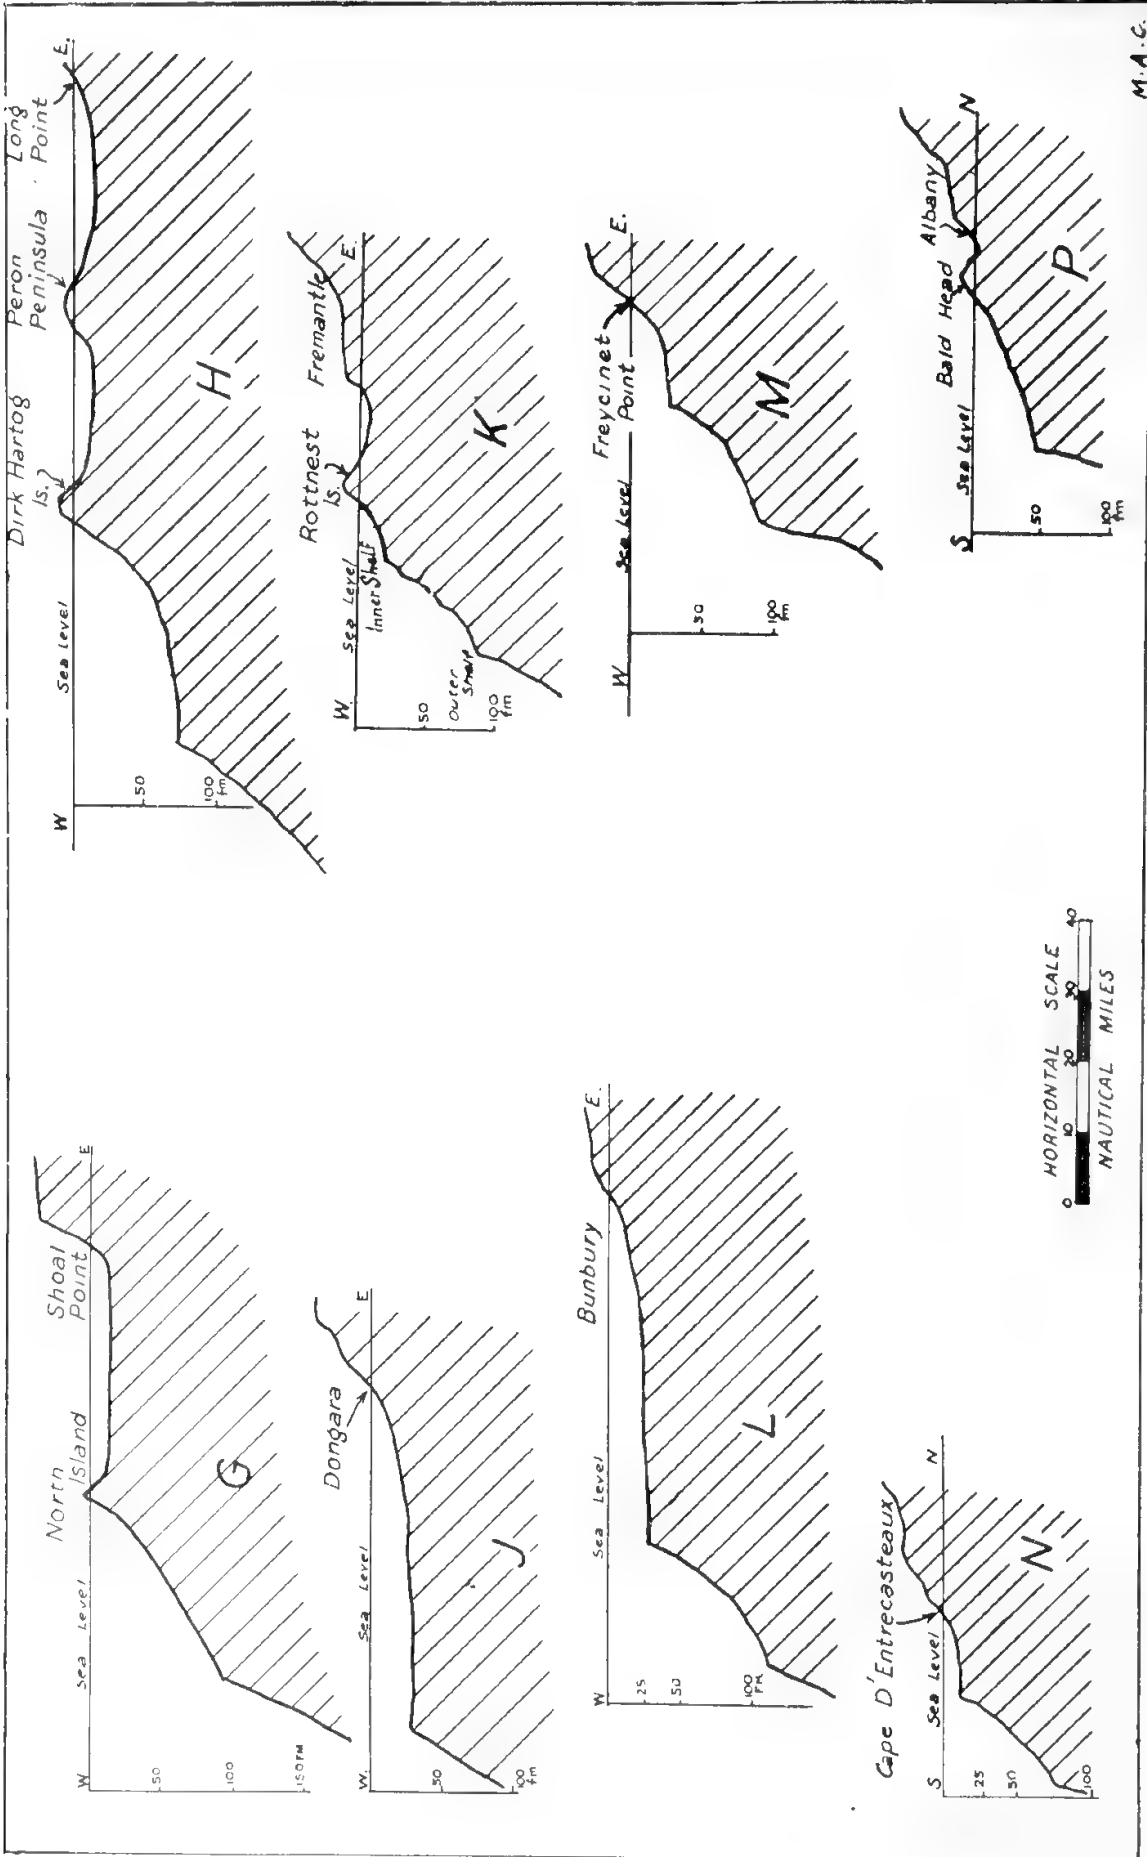 North Island
Shoal Point
W
Sea Level
E
50
100
150 FM
G
Dirk Hartog Is.
Peron Peninsula
Long Point
W
Sea Level
E.
50
100 fm
H
Dongara
W.
Sea Level
E
50
100 fm
J
Rottnest Is.
Fremantle
W.
Sea Level
E.
Inner Shelf
Outer Shelf
50
100 fm
K
Bunbury
W
Sea Level
E.
25
50
100 FM
L
Freycinet Point
W
Sea Level
E.
50
100 fm
M
Cape D'Entrecasteaux
S
Sea Level
N
25
50
100
N
Bald Head
Albany
S
Sea Level
N
50
100 fm
P
HORIZONTAL SCALE
0 10 20 30 40
NAUTICAL MILES
M.A.C.